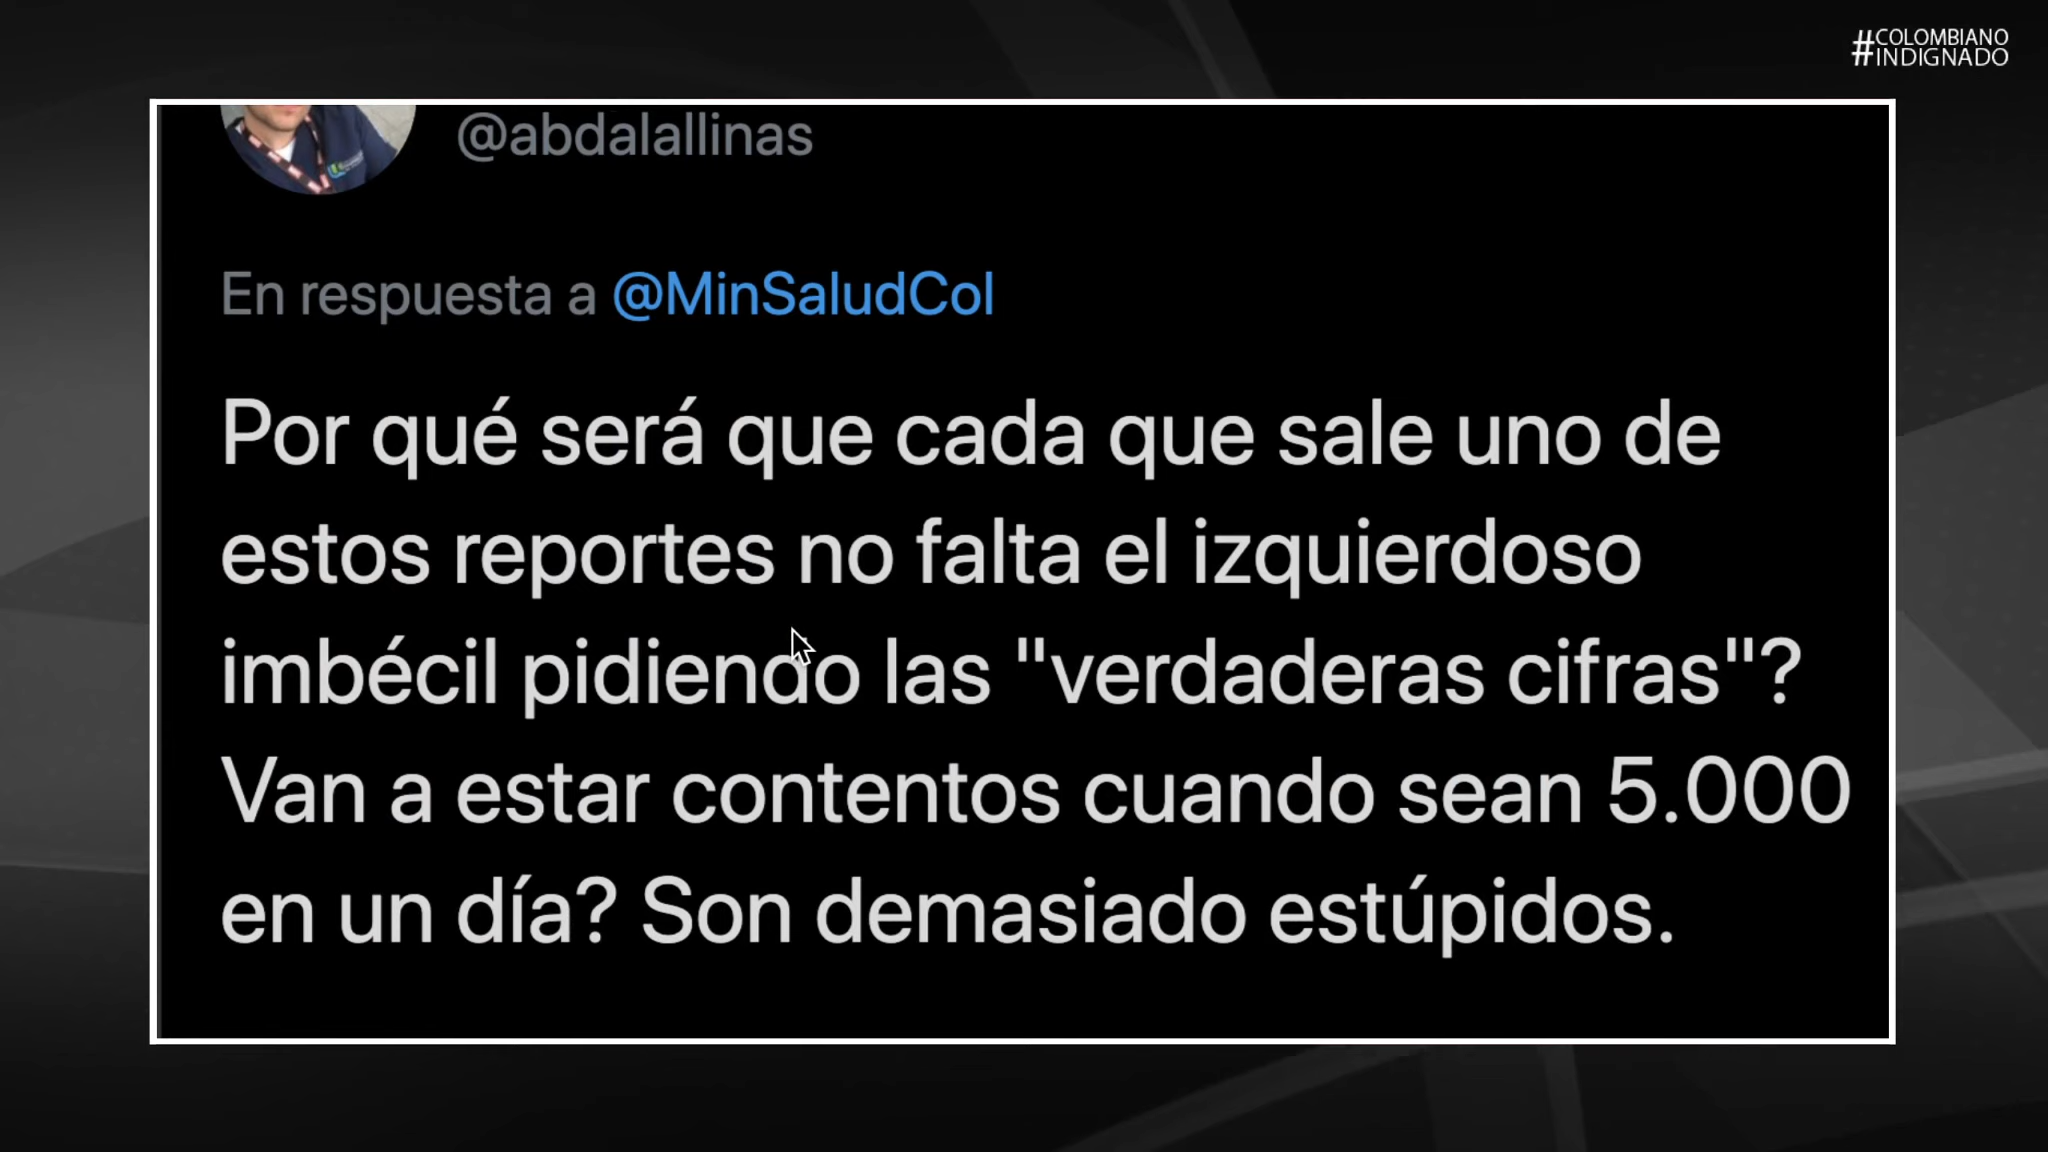 #COLOMBIANO
INDIGNADO
@abdalallinas
En respuesta a @MinSaludCol
Por qué será que cada que sale uno de
estos reportes no falta el izquierdoso
imbécil pidiendo las "verdaderas cifras"?
Van a estar contentos cuando sean 5.000
en un día? Son demasiado estúpidos.